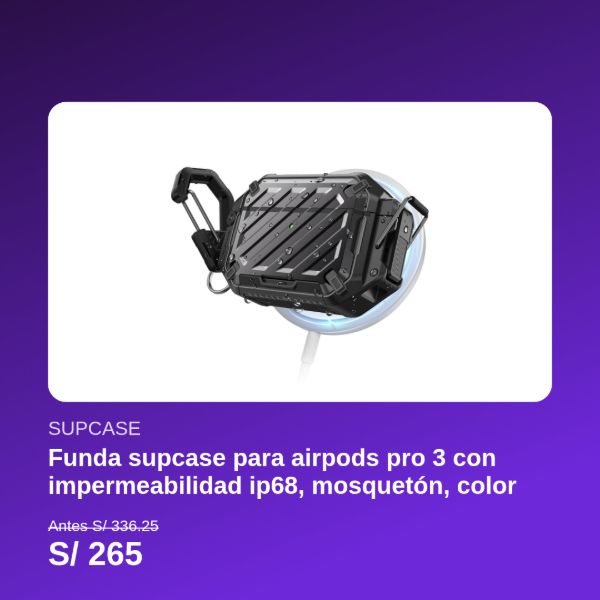 SUPCASE
Funda supcase para airpods pro 3 con
impermeabilidad ip68, mosquetón, color
Antes S/ 336.25
S/ 265